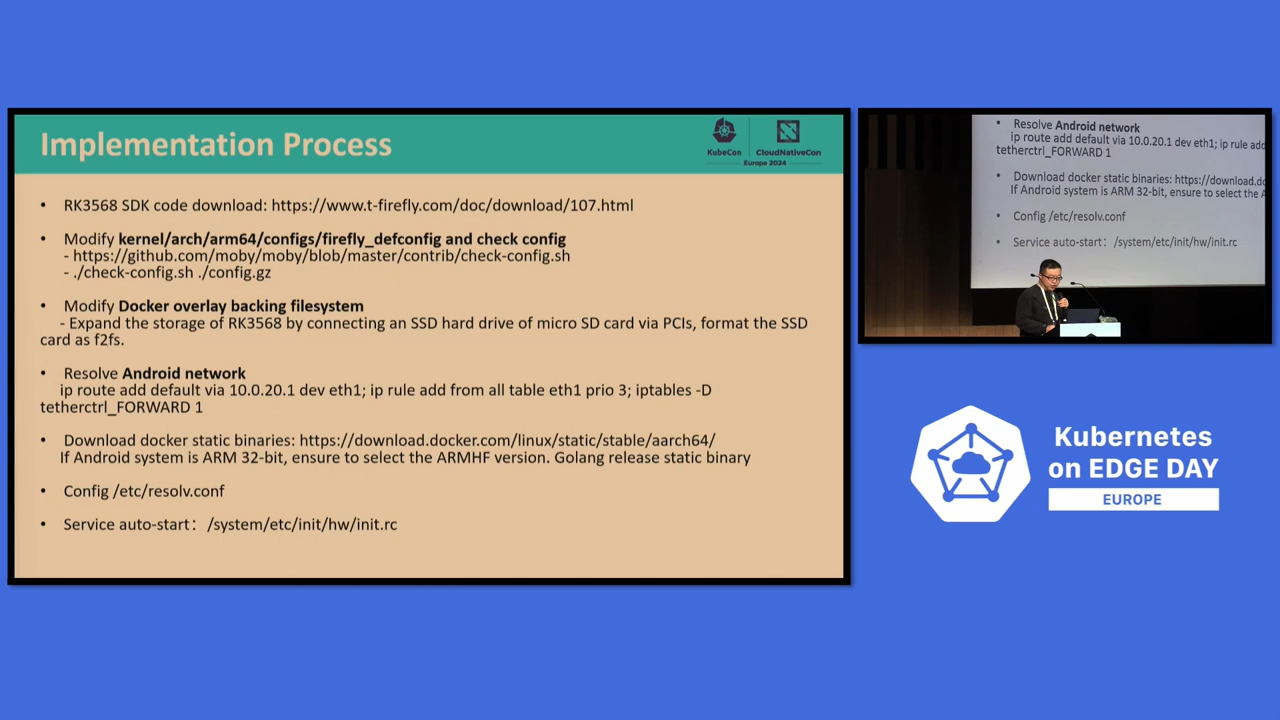 Implementation Process
KubeCon
CloudNativeCon
Europe 2024
• RK3568 SDK code download: https://www.t-firefly.com/doc/download/107.html
• Modify kernel/arch/arm64/configs/firefly_defconfig and check config
- https://github.com/moby/moby/blob/master/contrib/check-config.sh
- ./check-config.sh ./config.gz
• Modify Docker overlay backing filesystem
- Expand the storage of RK3568 by connecting an SSD hard drive of micro SD card via PCIs, format the SSD
card as f2fs.
• Resolve Android network
ip route add default via 10.0.20.1 dev eth1; ip rule add from all table eth1 prio 3; iptables -D
tetherctrl_FORWARD 1
• Download docker static binaries: https://download.docker.com/linux/static/stable/aarch64/
If Android system is ARM 32-bit, ensure to select the ARMHF version. Golang release static binary
• Config /etc/resolv.conf
• Service auto-start：/system/etc/init/hw/init.rc
• Resolve Android network
ip route add default via 10.0.20.1 dev eth1; ip rule add
tetherctrl_FORWARD 1
• Download docker static binaries: https://download.do
If Android system is ARM 32-bit, ensure to select the A
• Config /etc/resolv.conf
• Service auto-start：/system/etc/init/hw/init.rc
Kubernetes
on EDGE DAY
EUROPE